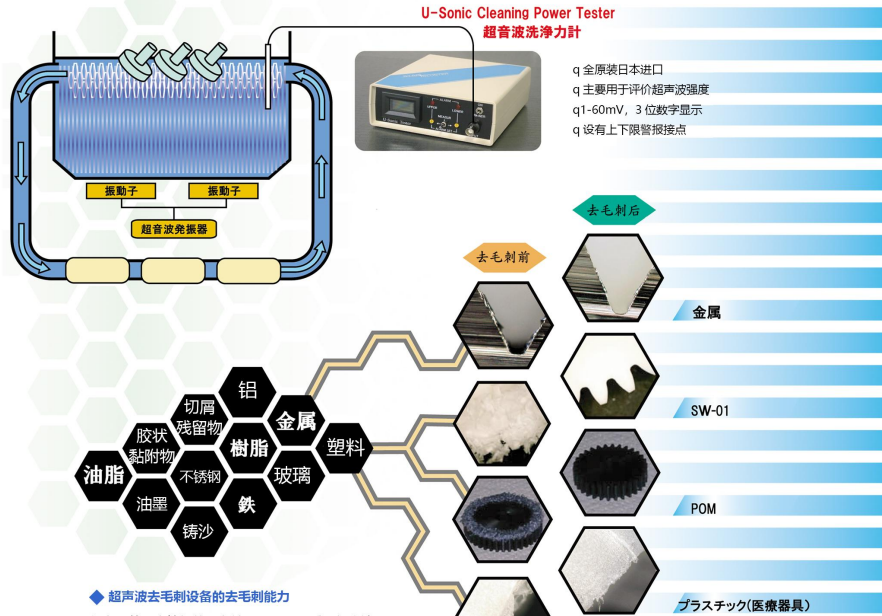 U-Sonic Cleaning Power Tester
超音波洗浄力計
q 全原装日本进口
q 主要用于评价超声波强度
q1-60mV，3 位数字显示
q 设有上下限警报接点
U-Sonic Tester
振動子
振動子
超音波発振器
去毛刺前
去毛刺后
金属
SW-01
POM
プラスチック(医療器具)
铝
切屑
残留物
金属
胶状
黏附物
樹脂
塑料
油脂
不锈钢
玻璃
油墨
鉄
铸沙
◆ 超声波去毛刺设备的去毛刺能力